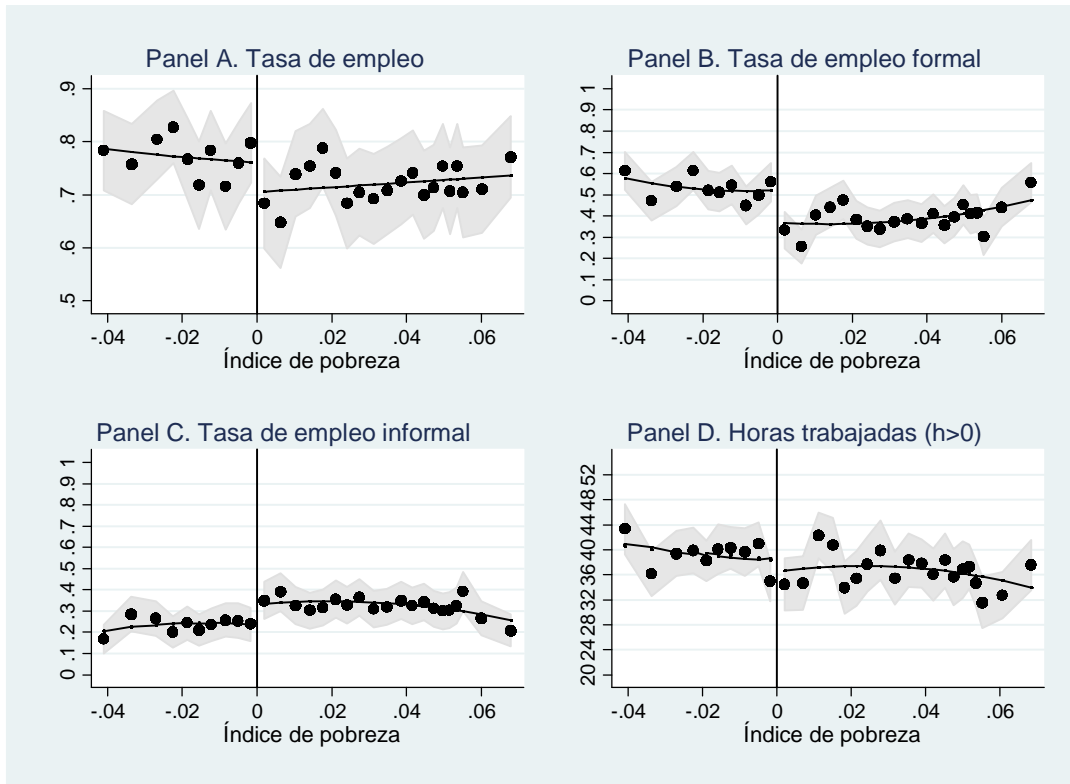 Panel A. Tasa de empleo
.5 .6 .7 .8 .9
-.04 -.02 0 .02 .04 .06
Índice de pobreza
Panel B. Tasa de empleo formal
0 .1 .2 .3 .4 .5 .6 .7 .8 .9 1
-.04 -.02 0 .02 .04 .06
Índice de pobreza
Panel C. Tasa de empleo informal
0 .1 .2 .3 .4 .5 .6 .7 .8 .9 1
-.04 -.02 0 .02 .04 .06
Índice de pobreza
Panel D. Horas trabajadas (h>0)
20 24 28 32 36 40 44 48 52
-.04 -.02 0 .02 .04 .06
Índice de pobreza